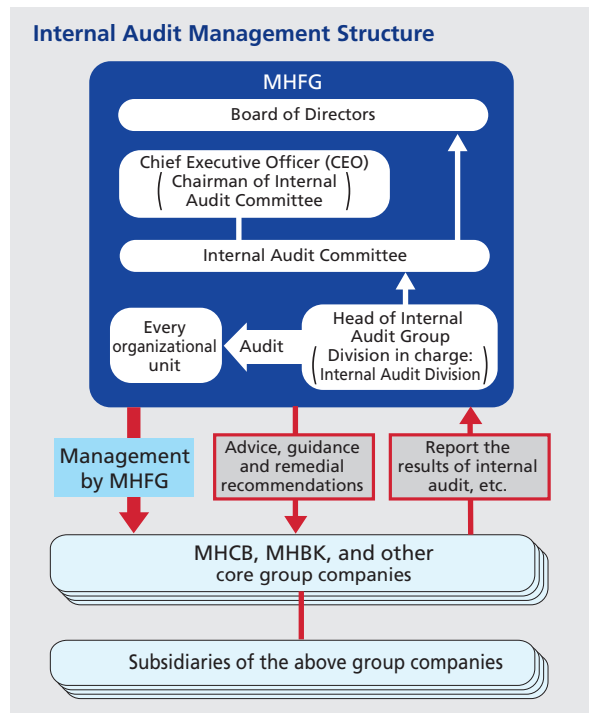 Internal Audit Management Structure
MHFG
Board of Directors
Chief Executive Officer (CEO)
(Chairman of Internal
Audit Committee)
Internal Audit Committee
Every
organizational
unit
Audit
Head of Internal
Audit Group
(Division in charge:
Internal Audit Division)
Management
by MHFG
Advice, guidance
and remedial
recommendations
Report the
results of internal
audit, etc.
MHCB, MHBK, and other
core group companies
Subsidiaries of the above group companies